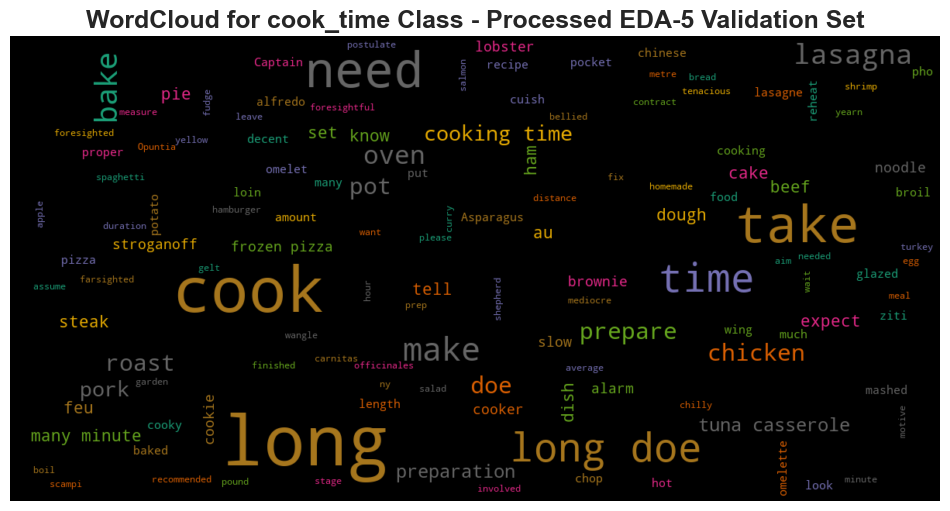 WordCloud for cook_time Class - Processed EDA-5 Validation Set
postulate
lobster
need
lasagna
bake
Captain
salmon
recipe
pocket
chinese
metre
bread
pho
pie
fudge
alfredo
foresightful
cuish
contract
tenacious
lasagne
reheat
shrimp
measure
leave
bellied
yearn
foresighted
Opuntia
yellow
decent
set
know
cooking time
proper
oven
ham
cooking
omelet
many
put
pot
cake
beef
noodle
spaghetti
loin
fix
homemade
food
broil
apple
duration
potato
hamburger
amount
want
please
curry
Asparagus
distance
au
dough
take
stroganoff
frozen pizza
turkey
pizza
gelt
aim
needed
egg
farsighted
assume
cook
hour
tell
prep
shepherd
brownie
mediocre
time
wait
glazed
meal
steak
wangle
make
slow
prepare
wing
much
expect
ziti
roast
finished
carnitas
officinales
average
chicken
pork
garden
ny
salad
doe
dish
alarm
mashed
feu
cookie
length
cooker
chilly
motive
many minute
cooky
long
long doe
tuna casserole
baked
preparation
boil
scampi
recommended
pound
stage
involved
chop
hot
omelette
look
minute